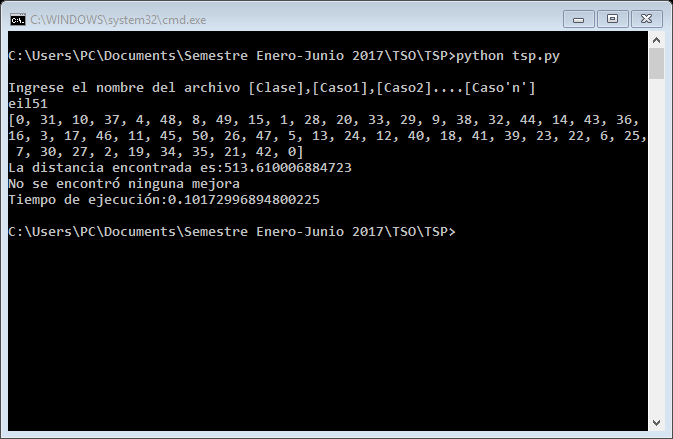 C:\WINDOWS\system32\cmd.exe
C:\Users\PC\Documents\Semestre Enero-Junio 2017\TSO\TSP>python tsp.py
Ingrese el nombre del archivo [Clase],[Caso1],[Caso2]....[Caso'n']
eil51
[0, 31, 10, 37, 4, 48, 8, 49, 15, 1, 28, 20, 33, 29, 9, 38, 32, 44, 14, 43, 36,
16, 3, 17, 46, 11, 45, 50, 26, 47, 5, 13, 24, 12, 40, 18, 41, 39, 23, 22, 6, 25,
7, 30, 27, 2, 19, 34, 35, 21, 42, 0]
La distancia encontrada es:513.610006884723
No se encontró ninguna mejora
Tiempo de ejecución:0.10172996894800225
C:\Users\PC\Documents\Semestre Enero-Junio 2017\TSO\TSP>